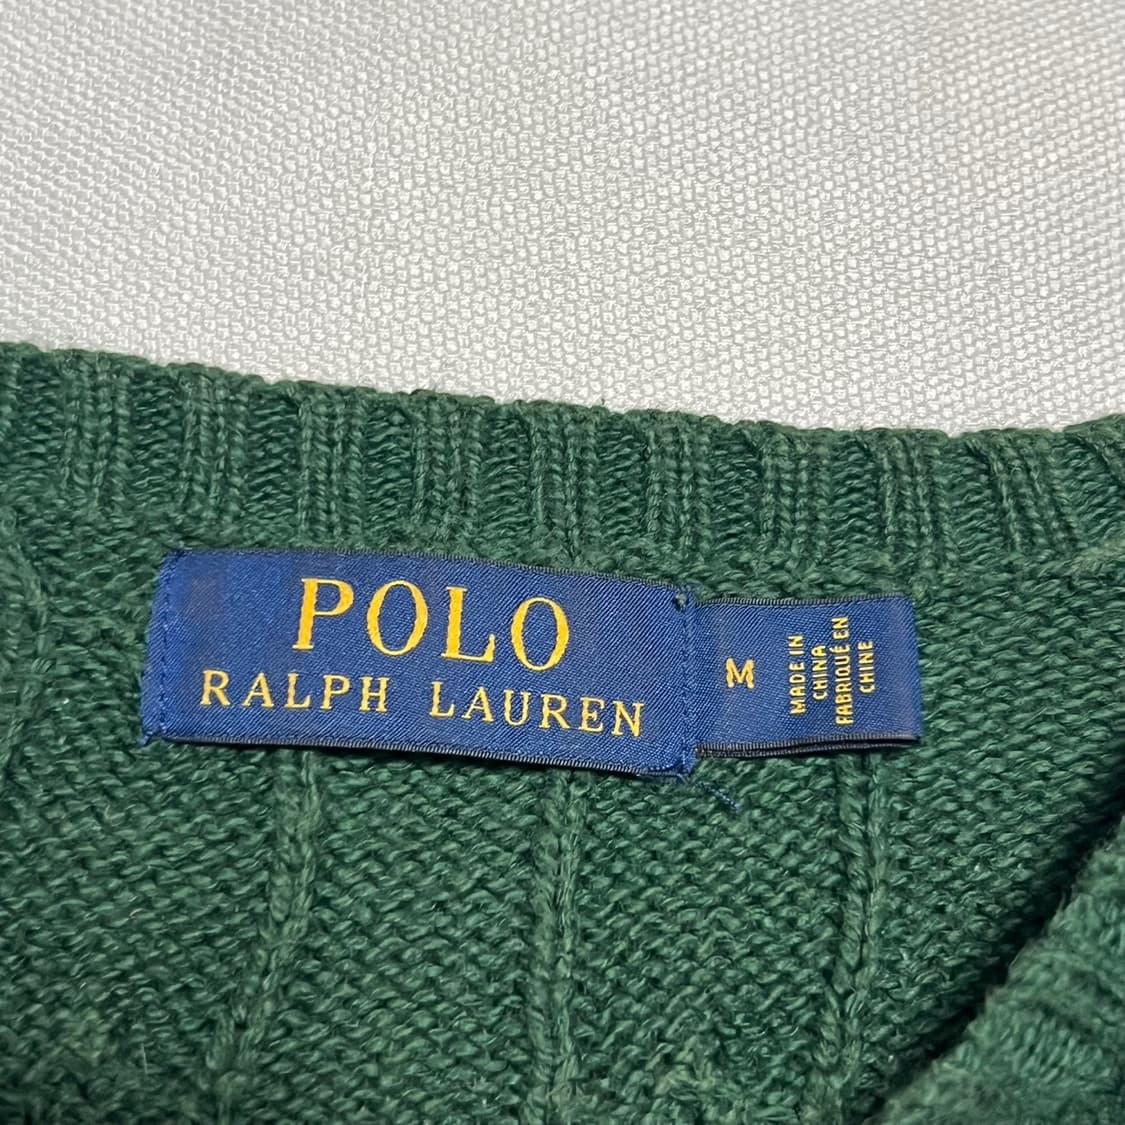 POLO
RALPH LAUREN
M
MADE IN
CHINA
FABRIQUÉ EN
CHINE